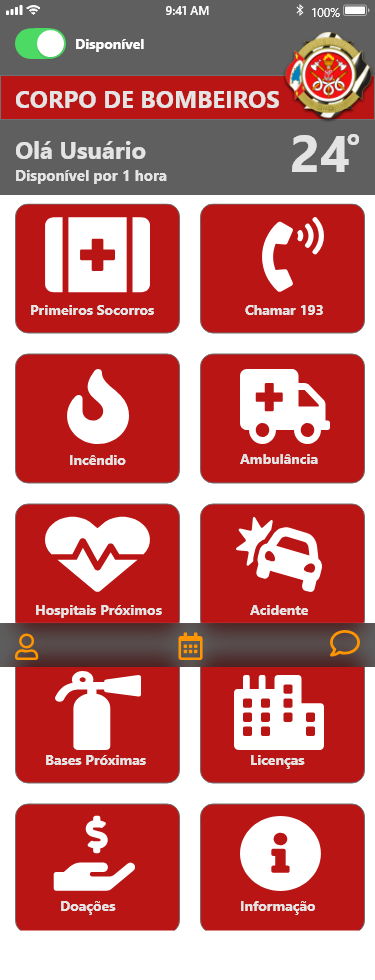 9:41 AM 100%
Disponível
CORPO DE BOMBEIROS
Olá Usuário 24°
Disponível por 1 hora
Primeiros Socorros Chamar 193
Incêndio Ambulância
Hospitais Próximos Acidente
Bases Próximas Licenças
Doações Informação